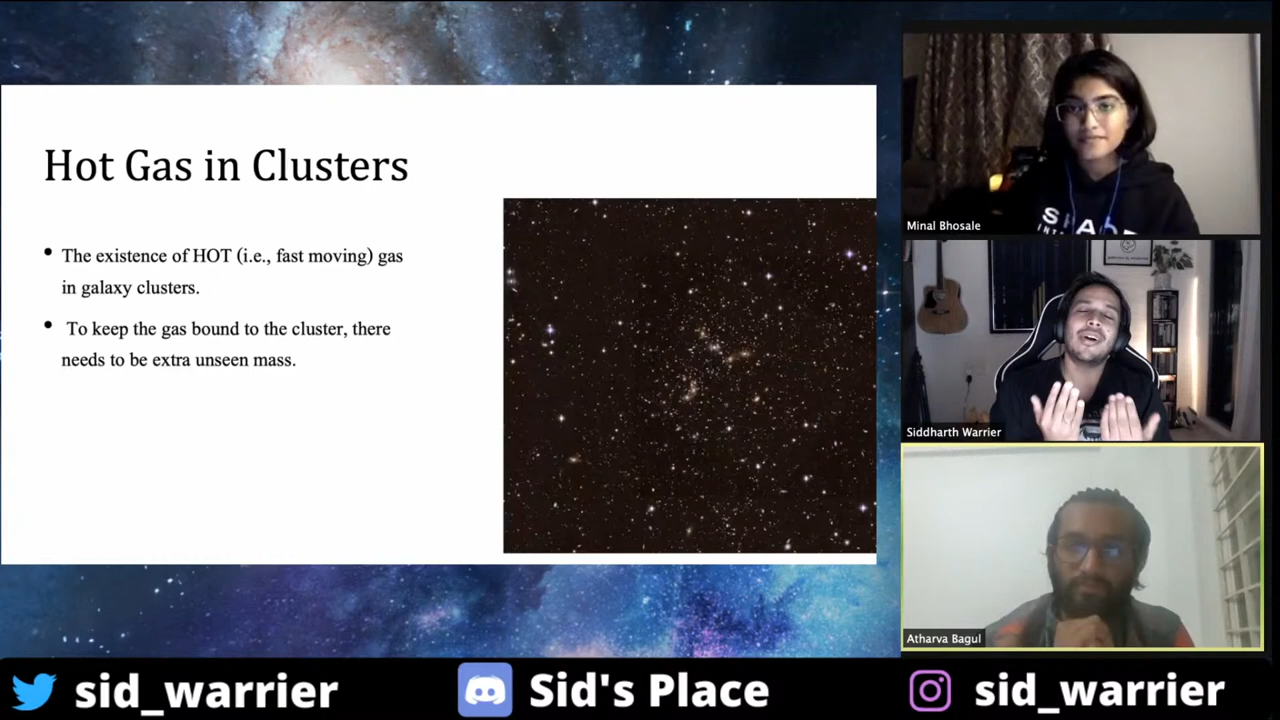 Hot Gas in Clusters
• The existence of HOT (i.e., fast moving) gas
in galaxy clusters.
• To keep the gas bound to the cluster, there
needs to be extra unseen mass.
Minal Bhosale
Siddharth Warrier
Atharva Bagul
sid_warrier
Sid's Place
sid_warrier